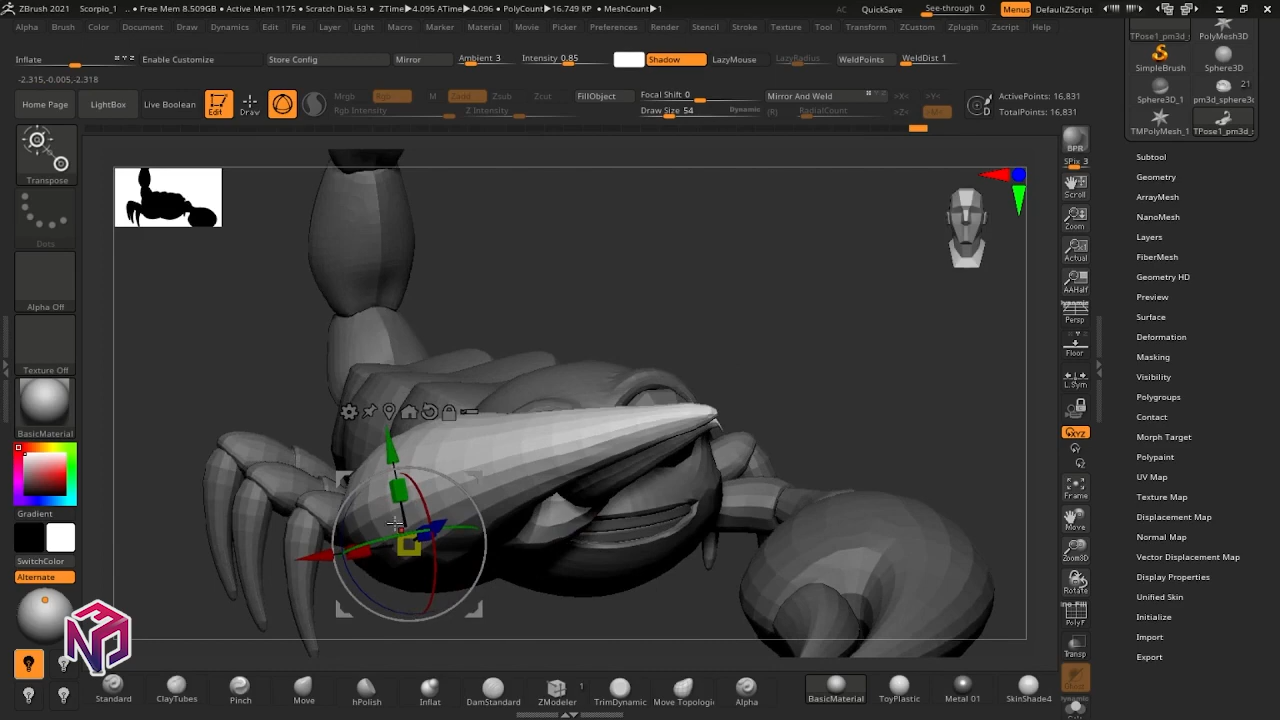 ZBrush 2021 Scorpio_1 ... • Free Mem 8.509GB • Active Mem 1175 • Scratch Disk 53 • ZTime▶4.095 ATime▶4.096 • PolyCount▶16.749 KP • MeshCount▶1 AC QuickSave See-through 0 Menus DefaultZScript
Alpha Brush Color Document Draw Dynamics Edit File Layer Light Macro Marker Material Movie Picker Preferences Render Stencil Stroke Texture Tool Transform ZCustom Zplugin Zscript Help
TPose1_pm3d_ PolyMesh3D
Inflate Enable Customize Store Config Mirror Ambient 3 Intensity 0.85 Shadow LazyMouse LazyRadius WeldPoints WeldDist 1
SimpleBrush Sphere3D
-2.315,-0.005,-2.318
21
Home Page LightBox Live Boolean Edit Draw Mrgb Rgb M Zadd Zsub Zcut FillObject Focal Shift 0 Mirror And Weld >X< >Y< ActivePoints: 16,831
Sphere3D_1 pm3d_sphere3
Rgb Intensity Z Intensity Draw Size 54 Dynamic (R) RadialCount >Z< >M< TotalPoints: 16,831
TMPolyMesh_1 TPose1_pm3d_
Transpose
Dots
Alpha Off
Texture Off
BasicMaterial
Gradient
SwitchColor
Alternate
BPR
SPix 3
Scroll
Zoom
Actual
AAHalf
Dynamic
Persp
Floor
L.Sym
XYZ
Y
Z
Frame
Move
Zoom3D
Rotate
PolyF
Transp
Dynamic
Subtool
Geometry
ArrayMesh
NanoMesh
Layers
FiberMesh
Geometry HD
Preview
Surface
Deformation
Masking
Visibility
Polygroups
Contact
Morph Target
Polypaint
UV Map
Texture Map
Displacement Map
Normal Map
Vector Displacement Map
Display Properties
Unified Skin
Initialize
Import
Export
Standard ClayTubes Pinch Move hPolish Inflat DamStandard ZModeler 1 TrimDynamic Move Topologi Alpha BasicMaterial ToyPlastic Metal 01 SkinShade4